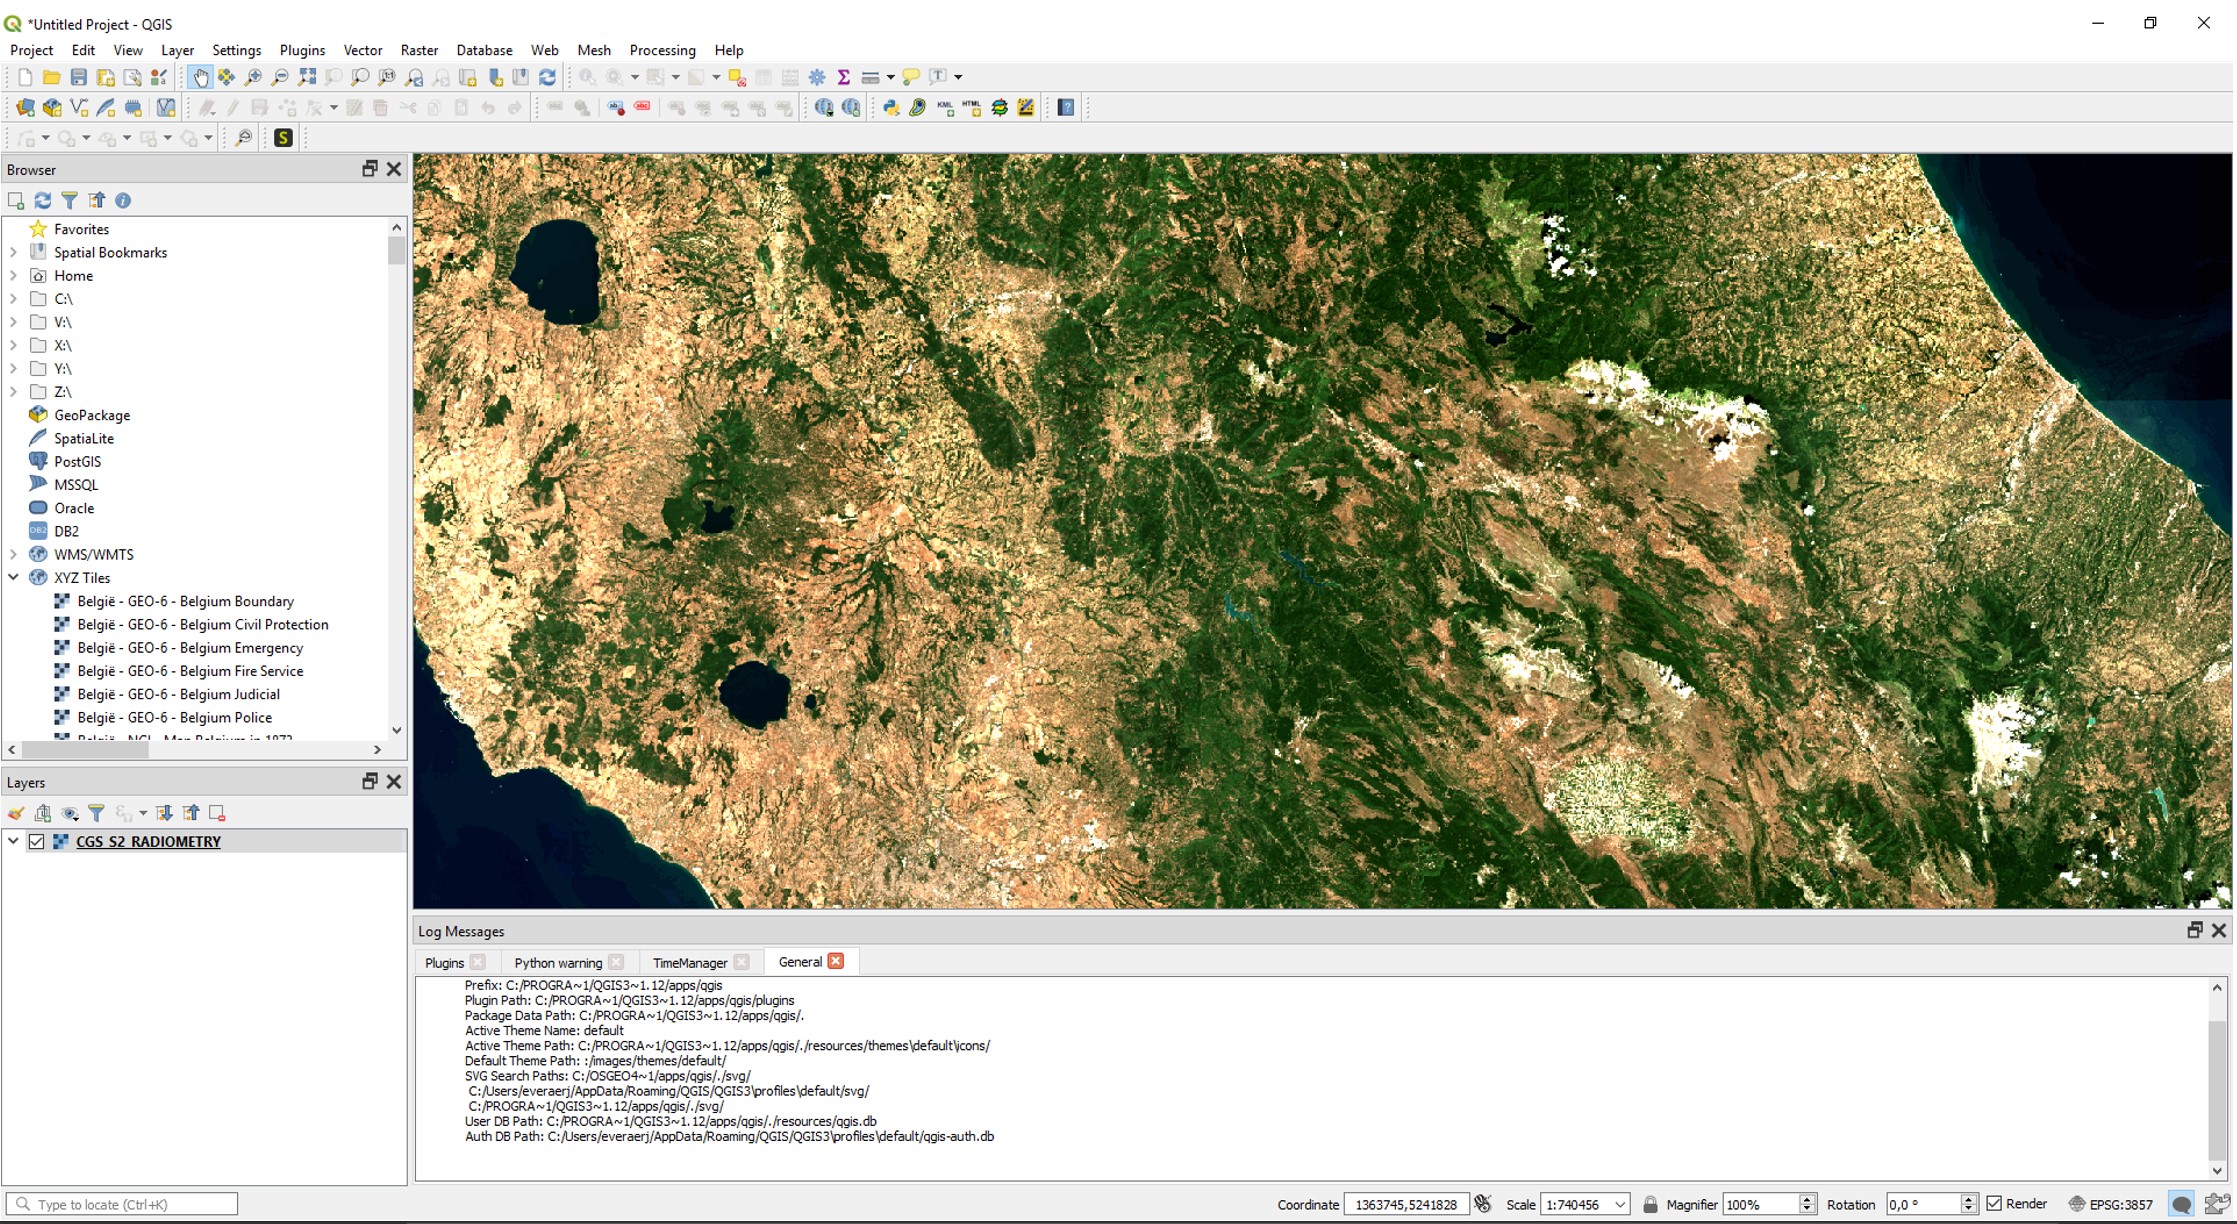 *Untitled Project - QGIS
Project Edit View Layer Settings Plugins Vector Raster Database Web Mesh Processing Help
Browser
Favorites
Spatial Bookmarks
Home
C:\
V:\
X:\
Y:\
Z:\
GeoPackage
SpatiaLite
PostGIS
MSSQL
Oracle
DB2
WMS/WMTS
XYZ Tiles
België - GEO-6 - Belgium Boundary
België - GEO-6 - Belgium Civil Protection
België - GEO-6 - Belgium Emergency
België - GEO-6 - Belgium Fire Service
België - GEO-6 - Belgium Judicial
België - GEO-6 - Belgium Police
Layers
CGS_S2_RADIOMETRY
Log Messages
Plugins Python warning TimeManager General
Prefix: C:/PROGRA~1/QGIS3~1.12/apps/qgis
Plugin Path: C:/PROGRA~1/QGIS3~1.12/apps/qgis/plugins
Package Data Path: C:/PROGRA~1/QGIS3~1.12/apps/qgis/.
Active Theme Name: default
Active Theme Path: C:/PROGRA~1/QGIS3~1.12/apps/qgis/./resources/themes\default\icons/
Default Theme Path: :/images/themes/default/
SVG Search Paths: C:/OSGEO4~1/apps/qgis/./svg/
C:/Users/everaerj/AppData/Roaming/QGIS/QGIS3\profiles\default/svg/
C:/PROGRA~1/QGIS3~1.12/apps/qgis/./svg/
User DB Path: C:/PROGRA~1/QGIS3~1.12/apps/qgis/./resources/qgis.db
Auth DB Path: C:/Users/everaerj/AppData/Roaming/QGIS/QGIS3\profiles\default/qgis-auth.db
Type to locate (Ctrl+K) Coordinate 1363745,5241828 Scale 1:740456 Magnifier 100% Rotation 0,0 ° Render EPSG:3857